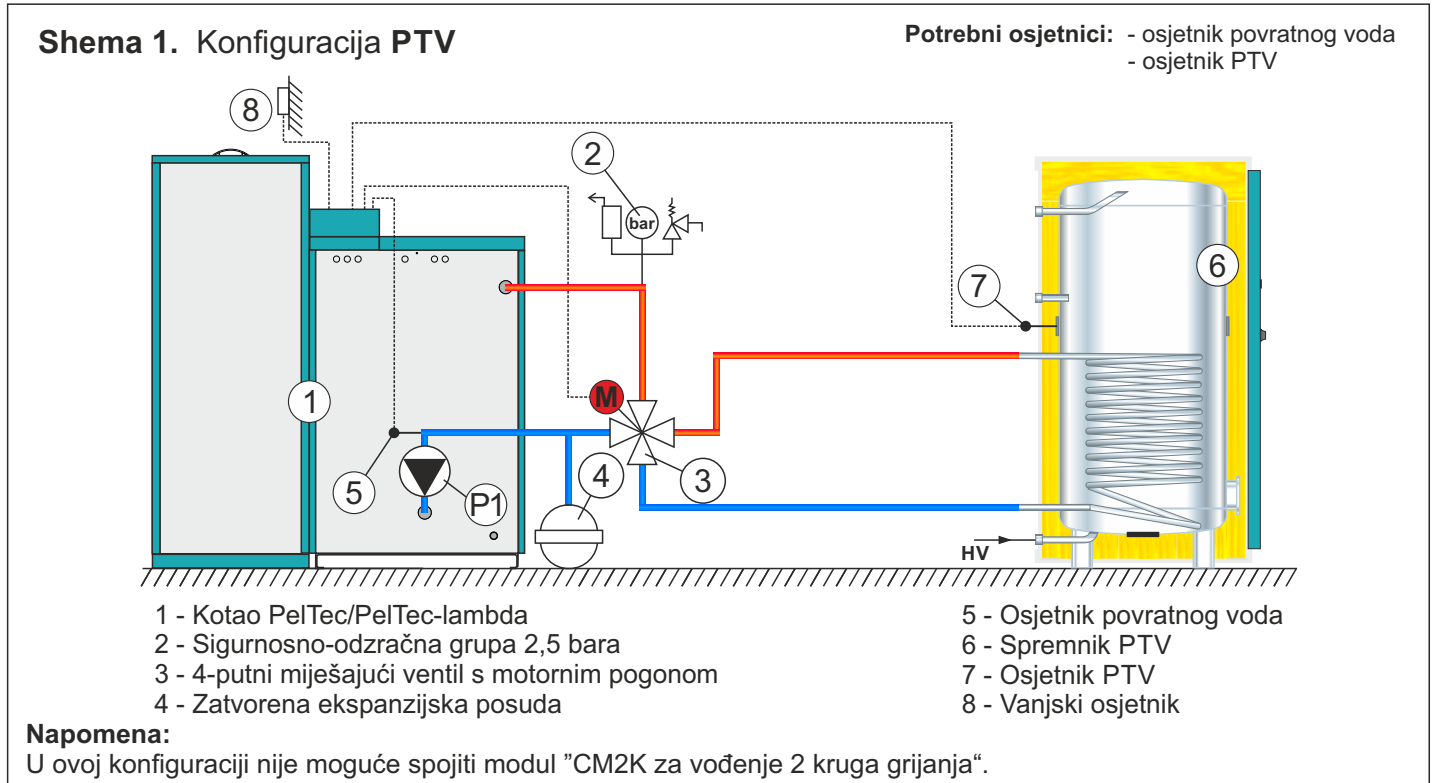 Shema 1. Konfiguracija PTV
Potrebni osjetnici: - osjetnik povratnog voda
- osjetnik PTV
8
2
bar
7
6
1
M
5
P1
4
3
HV
1 - Kotao PelTec/PelTec-lambda
2 - Sigurnosno-odzračna grupa 2,5 bara
3 - 4-putni miješajući ventil s motornim pogonom
4 - Zatvorena ekspanzijska posuda
5 - Osjetnik povratnog voda
6 - Spremnik PTV
7 - Osjetnik PTV
8 - Vanjski osjetnik
Napomena:
U ovoj konfiguraciji nije moguće spojiti modul ”CM2K za vođenje 2 kruga grijanja“.